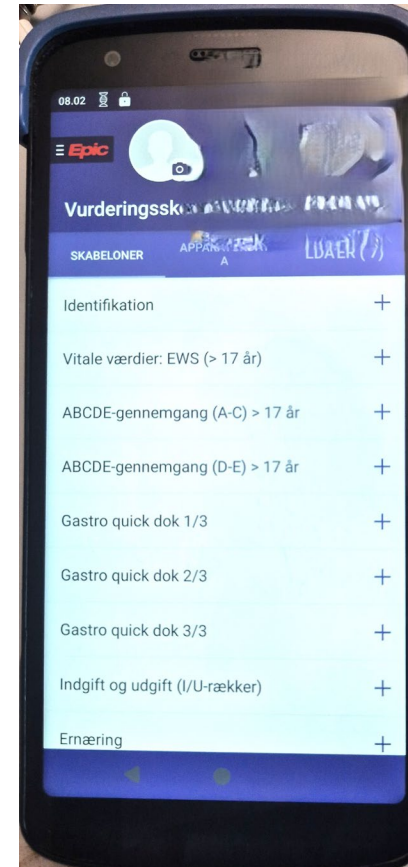 08.02
Epic
Vurderingssk
SKABELONER
A
Identifikation
Vitale værdier: EWS (> 17 år)
ABCDE-gennemgang (A-C) > 17 år
ABCDE-gennemgang (D-E) > 17 år
Gastro quick dok 1/3
Gastro quick dok 2/3
Gastro quick dok 3/3
Indgift og udgift (I/U-rækker)
Ernæring